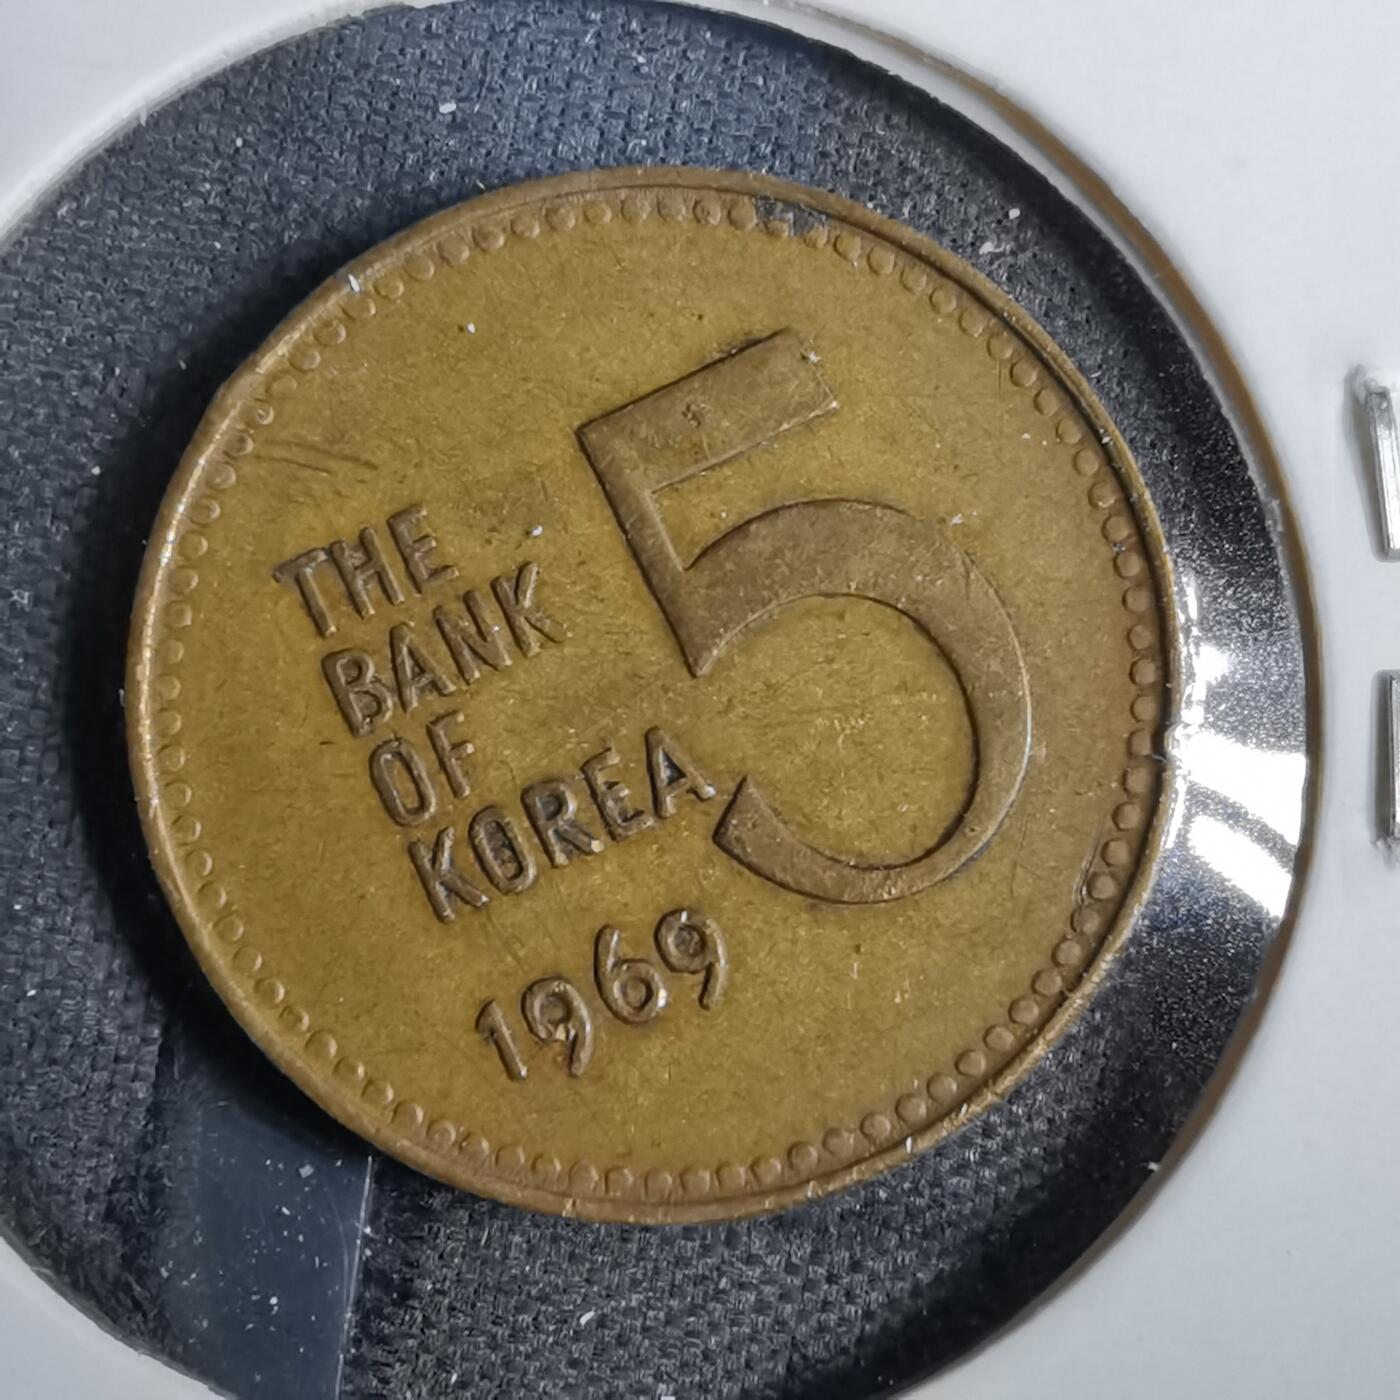 5
THE
BANK
OF
KOREA
1969